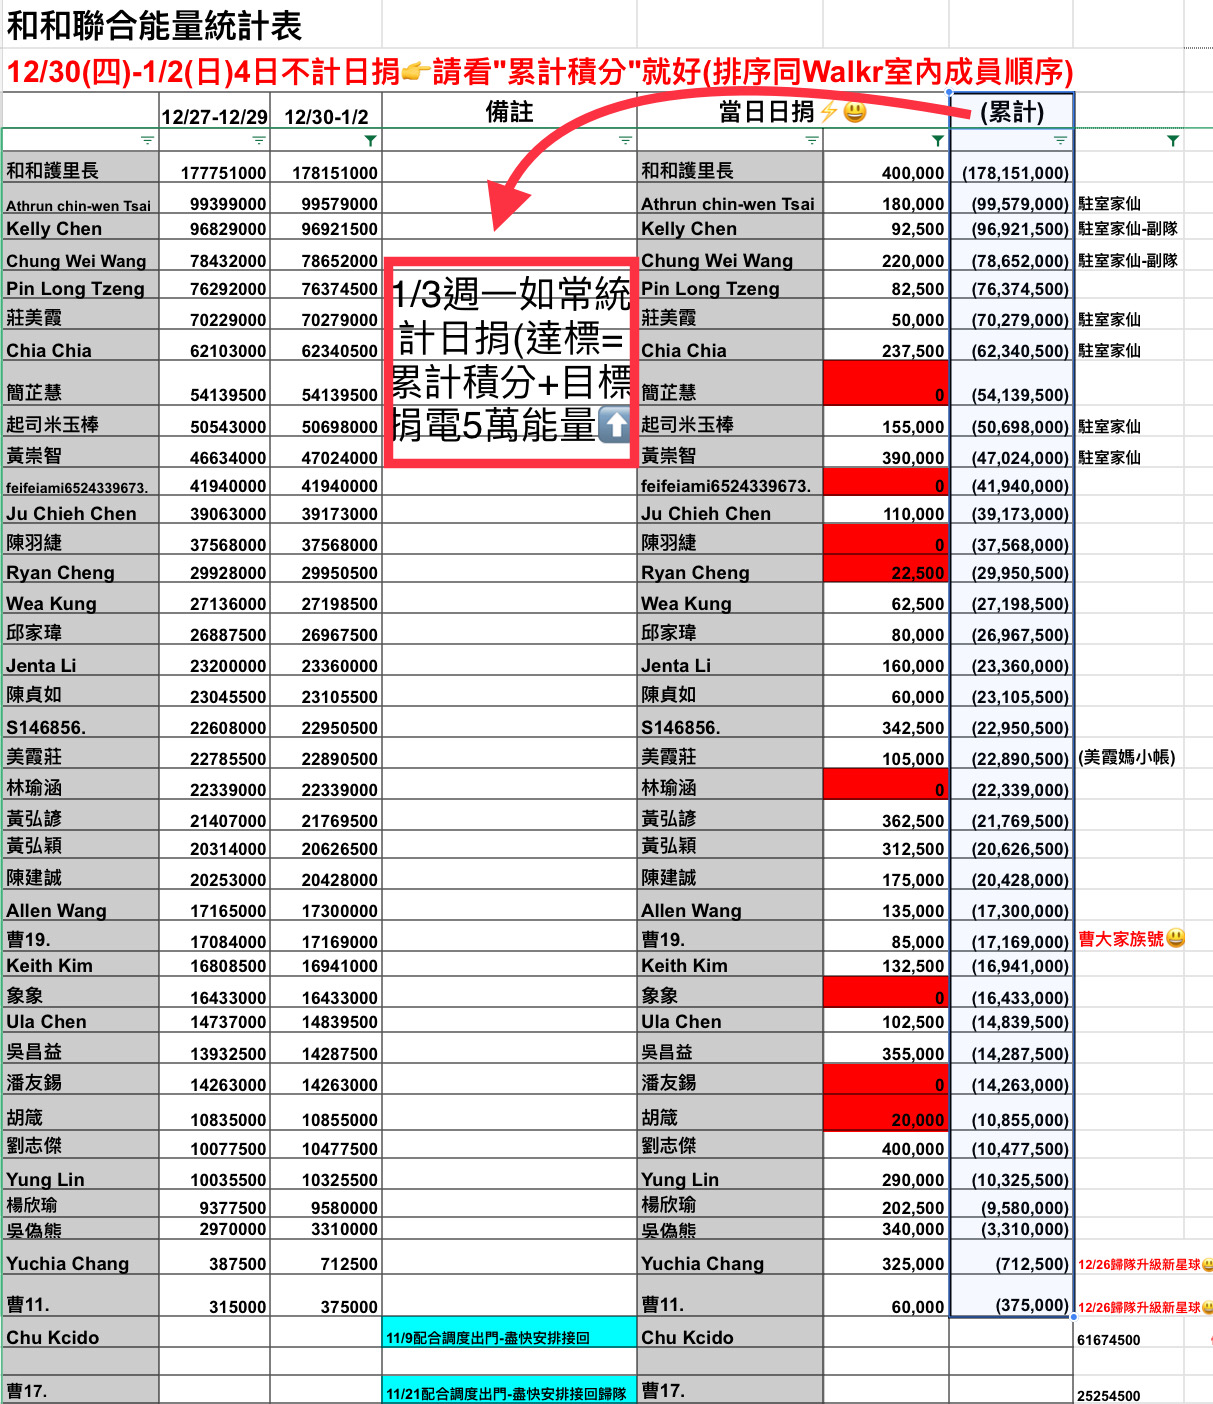 和和聯合能量統計表
12/30(四)-1/2(日)4日不計日捐👉請看"累計積分"就好(排序同Walkr室內成員順序)
12/27-12/29 12/30-1/2 備註 當日日捐⚡😃 (累計)
和和護里長 177751000 178151000 和和護里長 400,000 (178,151,000)
Athrun chin-wen Tsai 99399000 99579000 Athrun chin-wen Tsai 180,000 (99,579,000) 駐室家仙
Kelly Chen 96829000 96921500 Kelly Chen 92,500 (96,921,500) 駐室家仙-副隊
Chung Wei Wang 78432000 78652000 Chung Wei Wang 220,000 (78,652,000) 駐室家仙-副隊
Pin Long Tzeng 76292000 76374500 1/3週一如常統 Pin Long Tzeng 82,500 (76,374,500)
莊美霞 70229000 70279000 計日捐(達標= 莊美霞 50,000 (70,279,000) 駐室家仙
Chia Chia 62103000 62340500 Chia Chia 237,500 (62,340,500) 駐室家仙
簡芷慧 54139500 54139500 累計積分+目標 簡芷慧 0 (54,139,500)
起司米玉棒 50543000 50698000 捐電5萬能量⬆️ 起司米玉棒 155,000 (50,698,000) 駐室家仙
黃崇智 46634000 47024000 黃崇智 390,000 (47,024,000) 駐室家仙
feifeiami6524339673. 41940000 41940000 feifeiami6524339673. 0 (41,940,000)
Ju Chieh Chen 39063000 39173000 Ju Chieh Chen 110,000 (39,173,000)
陳羽緁 37568000 37568000 陳羽緁 0 (37,568,000)
Ryan Cheng 29928000 29950500 Ryan Cheng 22,500 (29,950,500)
Wea Kung 27136000 27198500 Wea Kung 62,500 (27,198,500)
邱家瑋 26887500 26967500 邱家瑋 80,000 (26,967,500)
Jenta Li 23200000 23360000 Jenta Li 160,000 (23,360,000)
陳貞如 23045500 23105500 陳貞如 60,000 (23,105,500)
S146856. 22608000 22950500 S146856. 342,500 (22,950,500)
美霞莊 22785500 22890500 美霞莊 105,000 (22,890,500) (美霞媽小帳)
林瑜涵 22339000 22339000 林瑜涵 0 (22,339,000)
黃弘諺 21407000 21769500 黃弘諺 362,500 (21,769,500)
黃弘穎 20314000 20626500 黃弘穎 312,500 (20,626,500)
陳建誠 20253000 20428000 陳建誠 175,000 (20,428,000)
Allen Wang 17165000 17300000 Allen Wang 135,000 (17,300,000)
曹19. 17084000 17169000 曹19. 85,000 (17,169,000) 曹大家族號😃
Keith Kim 16808500 16941000 Keith Kim 132,500 (16,941,000)
象象 16433000 16433000 象象 0 (16,433,000)
Ula Chen 14737000 14839500 Ula Chen 102,500 (14,839,500)
吳昌益 13932500 14287500 吳昌益 355,000 (14,287,500)
潘友錫 14263000 14263000 潘友錫 0 (14,263,000)
胡箴 10835000 10855000 胡箴 20,000 (10,855,000)
劉志傑 10077500 10477500 劉志傑 400,000 (10,477,500)
Yung Lin 10035500 10325500 Yung Lin 290,000 (10,325,500)
楊欣瑜 9377500 9580000 楊欣瑜 202,500 (9,580,000)
吳偽熊 2970000 3310000 吳偽熊 340,000 (3,310,000)
Yuchia Chang 387500 712500 Yuchia Chang 325,000 (712,500) 12/26歸隊升級新星球😃
曹11. 315000 375000 曹11. 60,000 (375,000) 12/26歸隊升級新星球😃
Chu Kcido 11/9配合調度出門-盡快安排接回 Chu Kcido 61674500
曹17. 11/21配合調度出門-盡快安排接回歸隊 曹17. 25254500